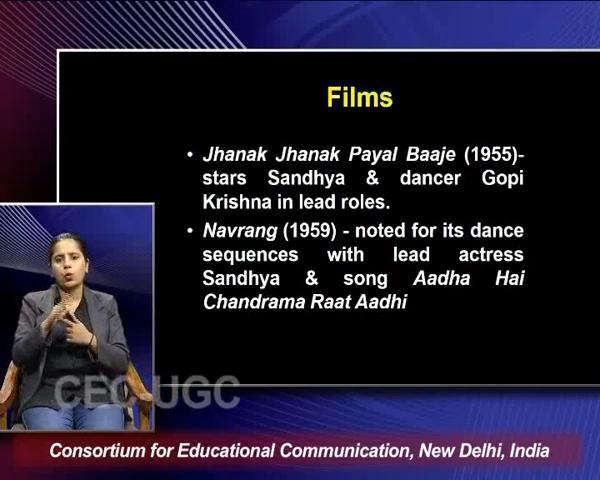 Films
• Jhanak Jhanak Payal Baaje (1955)-
stars Sandhya & dancer Gopi
Krishna in lead roles.
• Navrang (1959) - noted for its dance
sequences with lead actress
Sandhya & song Aadha Hai
Chandrama Raat Aadhi
CEC UGC
Consortium for Educational Communication, New Delhi, India